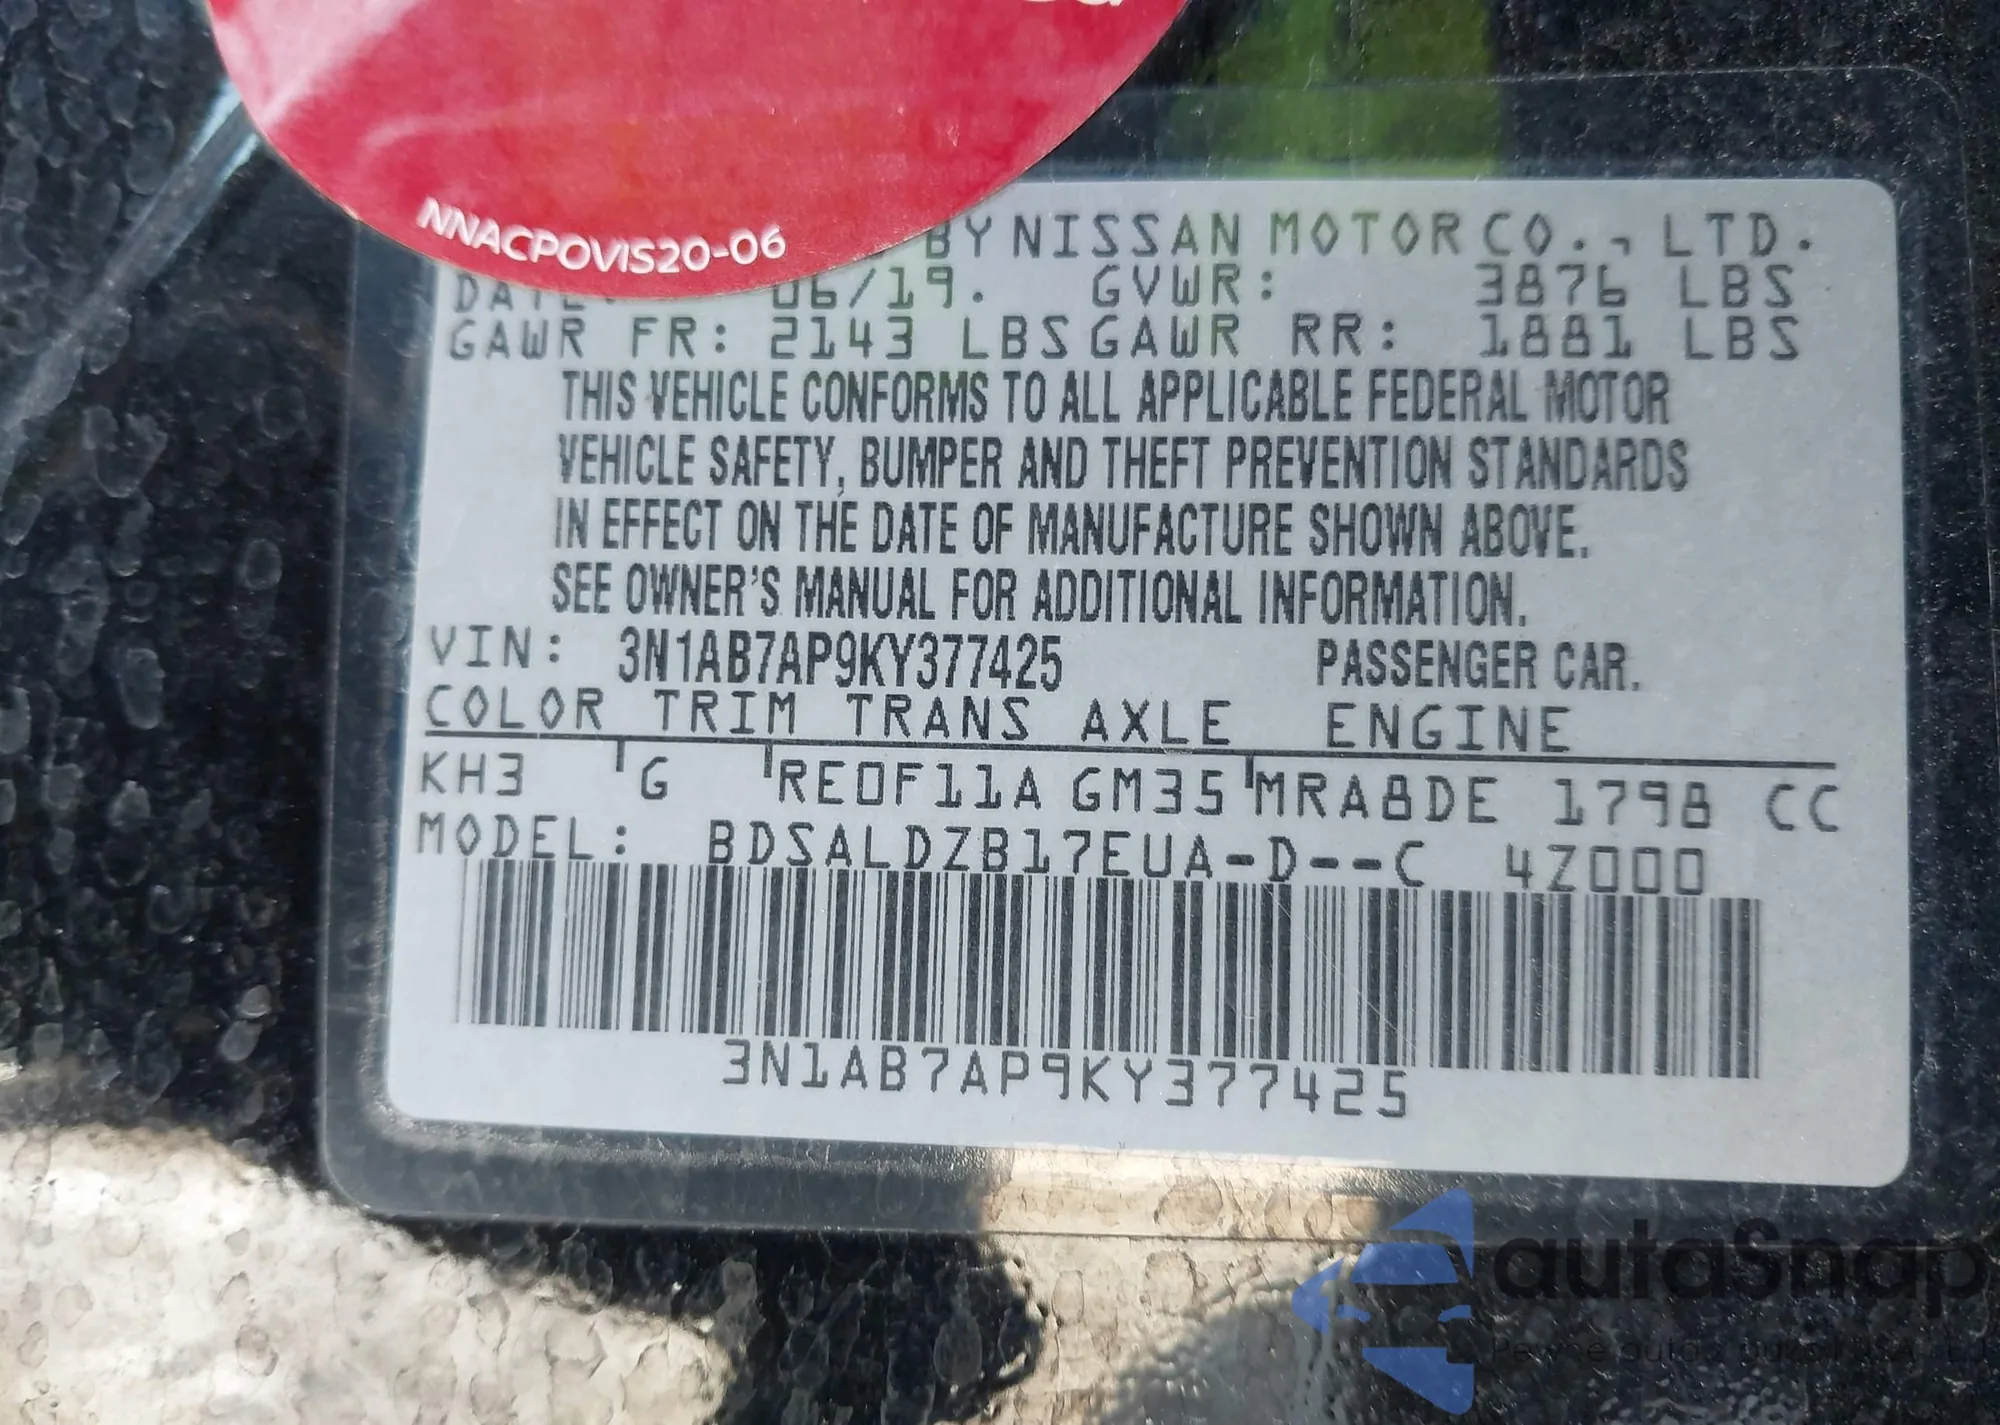 NNACPOVIS20-06
BY NISSAN MOTOR CO., LTD.
DATE: 06/19. GVWR: 3876 LBS
GAWR FR: 2143 LBS GAWR RR: 1881 LBS
THIS VEHICLE CONFORMS TO ALL APPLICABLE FEDERAL MOTOR
VEHICLE SAFETY, BUMPER AND THEFT PREVENTION STANDARDS
IN EFFECT ON THE DATE OF MANUFACTURE SHOWN ABOVE.
SEE OWNER'S MANUAL FOR ADDITIONAL INFORMATION.
VIN: 3N1AB7AP9KY377425 PASSENGER CAR.
COLOR TRIM TRANS AXLE ENGINE
KH3 G RE0F11A GM35 MRA8DE 1798 CC
MODEL: BDSALDZB17EUA-D--C 4Z000
3N1AB7AP9KY377425
autaSnap